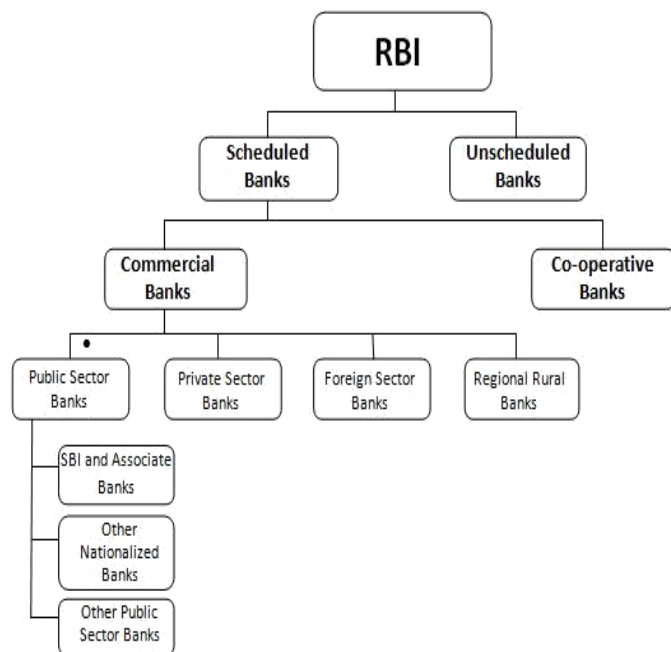 RBI
Scheduled
Banks
Unscheduled
Banks
Commercial
Banks
Co-operative
Banks
Public Sector
Banks
Private Sector
Banks
Foreign Sector
Banks
Regional Rural
Banks
SBI and Associate
Banks
Other
Nationalized
Banks
Other Public
Sector Banks